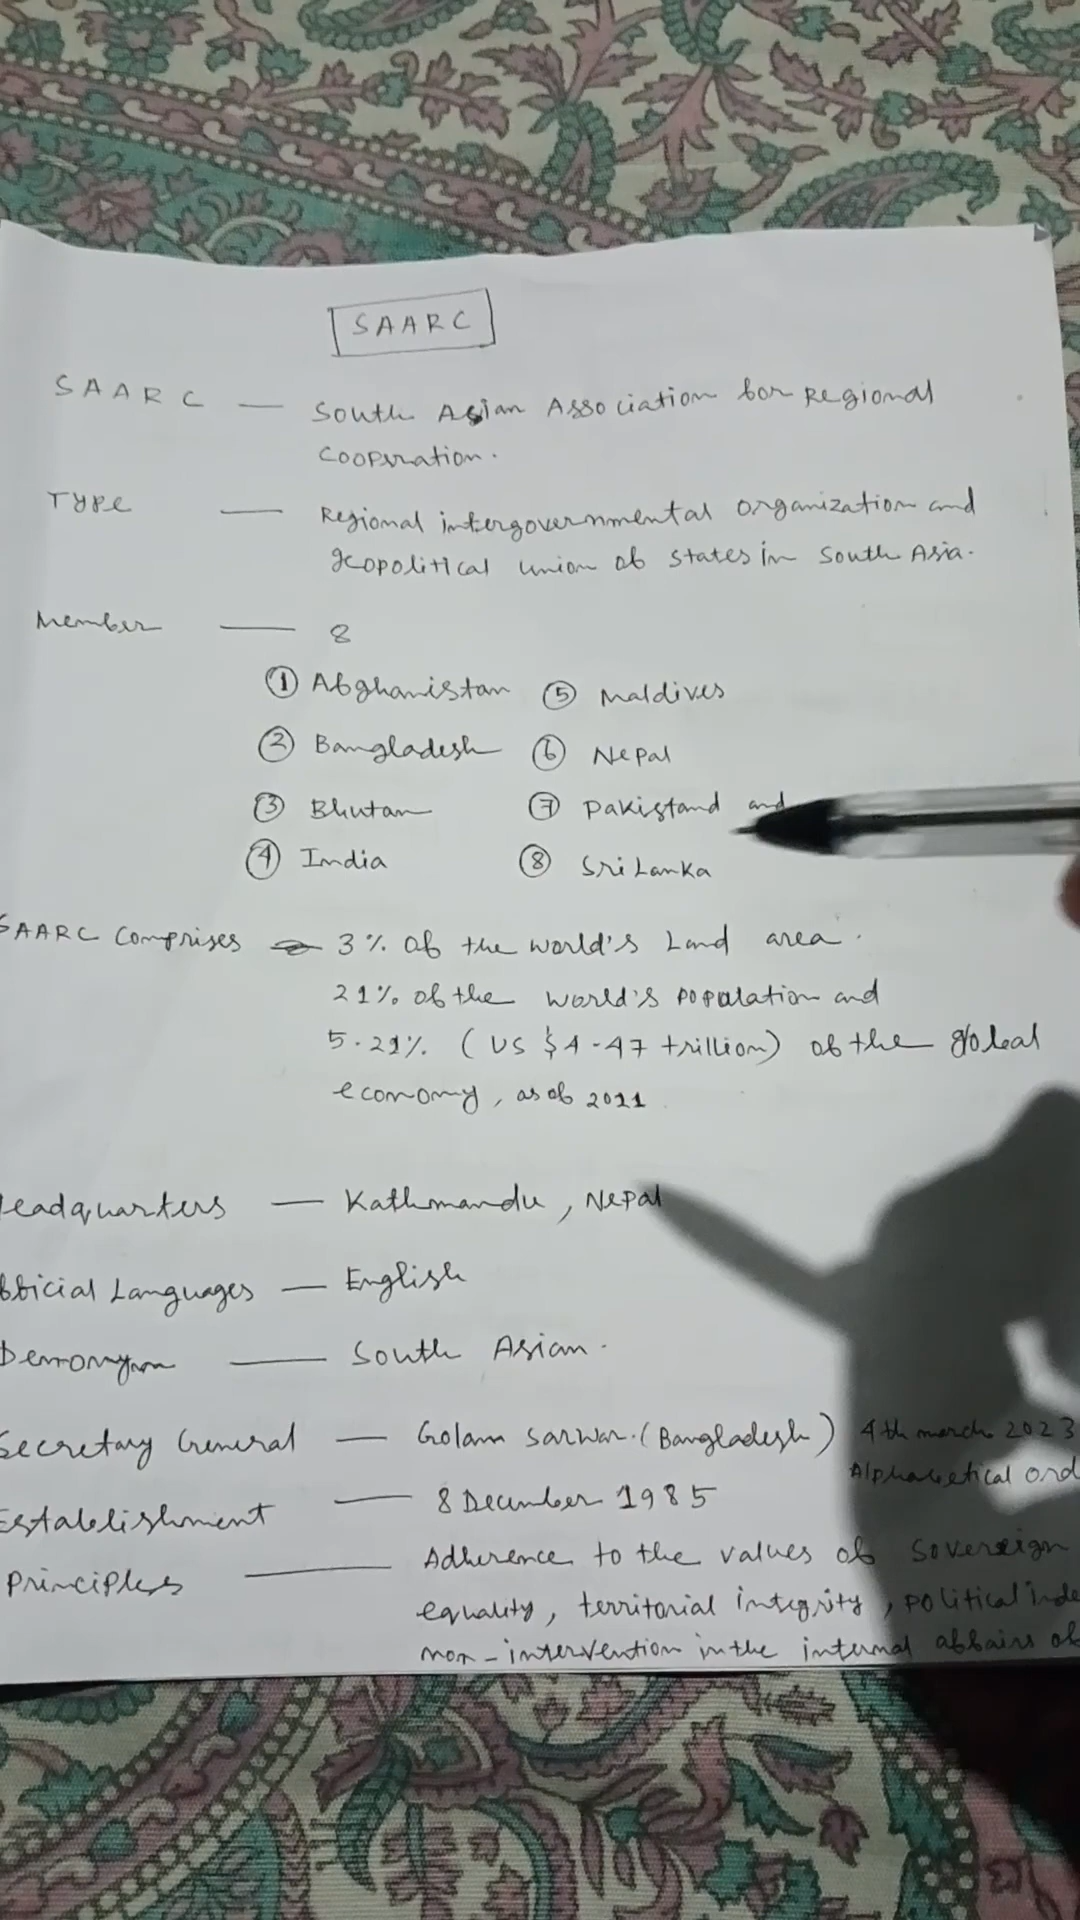 SAARC
SAARC — South Asian Association for Regional
Cooperation.
Type — Regional intergovernmental organization and
geopolitical union of states in South Asia.
Member — 8
① Afghanistan ⑤ Maldives
② Bangladesh ⑥ Nepal
③ Bhutan ⑦ Pakistand and
④ India ⑧ Sri Lanka
SAARC comprises — 3% of the world's Land area.
21% of the world's population and
5.21% (US $4.47 trillion) of the global
economy, as of 2021
eadquarters — Kathmandu, Nepal
fficial Languages — English
Demonym — South Asian.
Secretary General — Golam Sarwar. (Bangladesh) 4th march 2023
Alphabetical ord
Establishment — 8 December 1985
Principles — Adherence to the values of sovereign
equality, territorial integrity, political inde
non-intervention in the internal affairs of